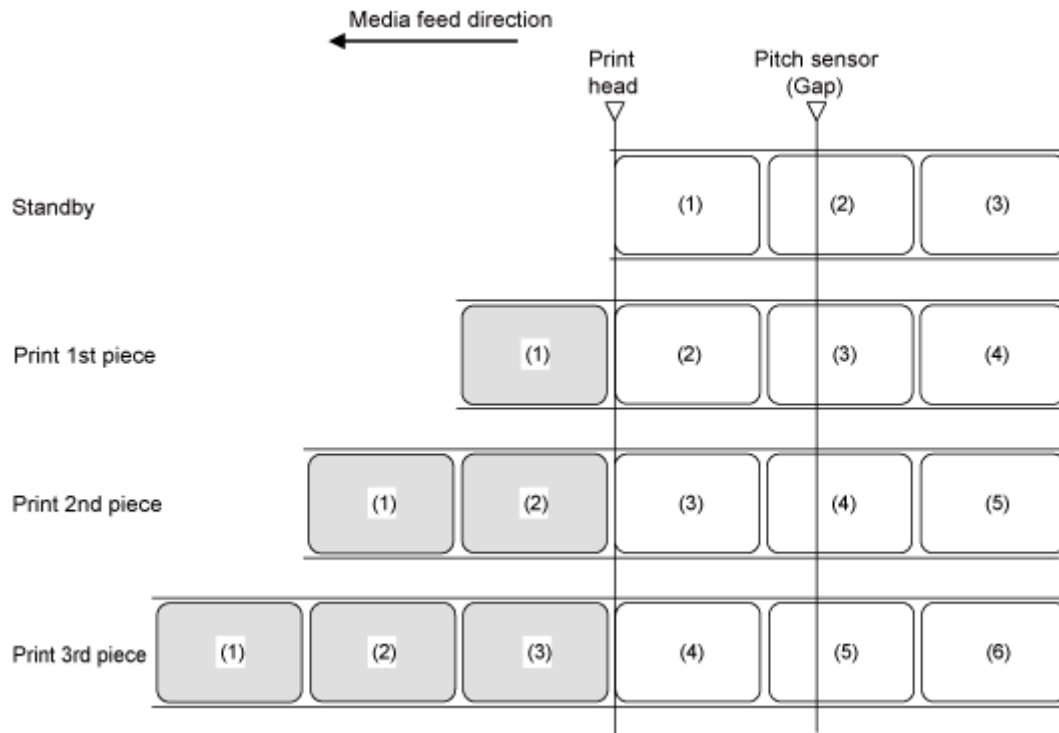 Media feed direction
Print
head
Pitch sensor
(Gap)
Standby
(1)
(2)
(3)
Print 1st piece
(1)
(2)
(3)
(4)
Print 2nd piece
(1)
(2)
(3)
(4)
(5)
Print 3rd piece
(1)
(2)
(3)
(4)
(5)
(6)